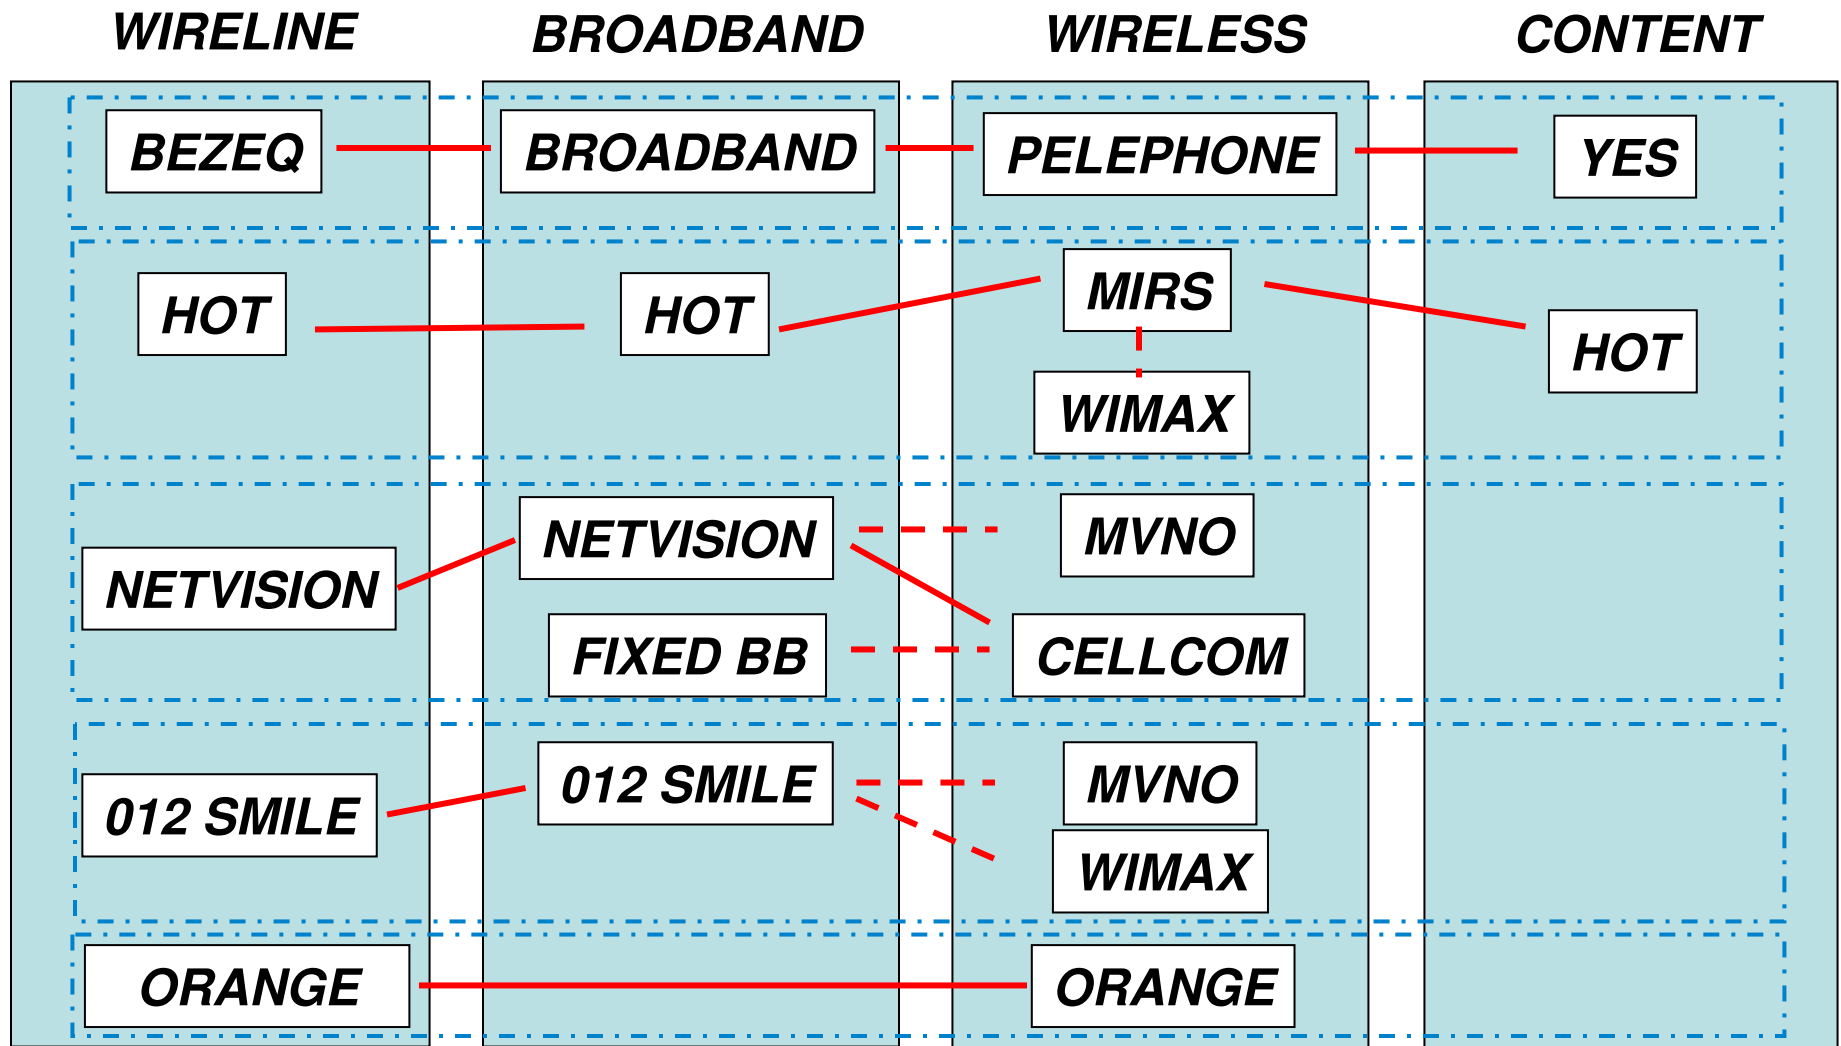 WIRELINE
BROADBAND
WIRELESS
CONTENT
BEZEQ
BROADBAND
PELEPHONE
YES
HOT
HOT
MIRS
HOT
WIMAX
NETVISION
NETVISION
MVNO
FIXED BB
CELLCOM
012 SMILE
012 SMILE
MVNO
WIMAX
ORANGE
ORANGE